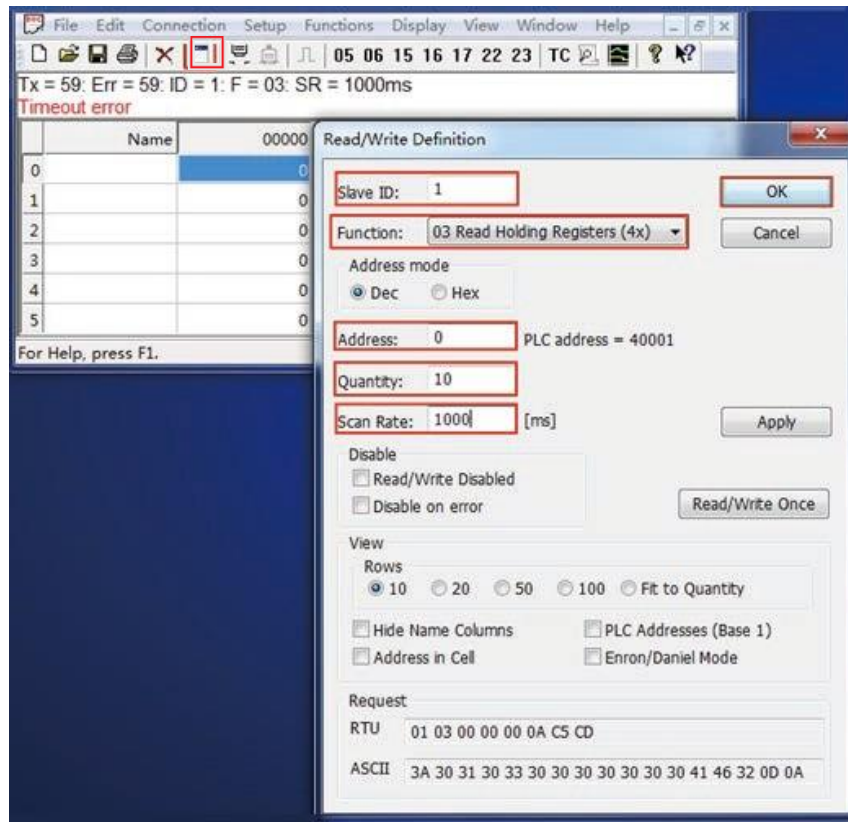 File Edit Connection Setup Functions Display View Window Help
05 06 15 16 17 22 23 TC
Tx = 59: Err = 59: ID = 1: F = 03: SR = 1000ms
Timeout error
Name 00000
0 0
1 0
2 0
3 0
4 0
5 0
For Help, press F1.
Read/Write Definition
Slave ID: 1 OK
Function: 03 Read Holding Registers (4x) Cancel
Address mode
Dec Hex
Address: 0 PLC address = 40001
Quantity: 10
Scan Rate: 1000 [ms] Apply
Disable
Read/Write Disabled
Disable on error Read/Write Once
View
Rows
10 20 50 100 Fit to Quantity
Hide Name Columns PLC Addresses (Base 1)
Address in Cell Enron/Daniel Mode
Request
RTU 01 03 00 00 00 0A C5 CD
ASCII 3A 30 31 30 33 30 30 30 30 30 30 30 41 46 32 0D 0A